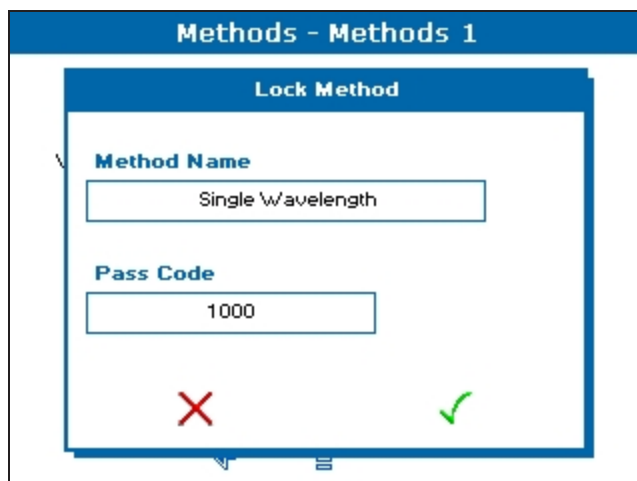 Methods - Methods 1
Lock Method
Method Name
Single Wavelength
Pass Code
1000